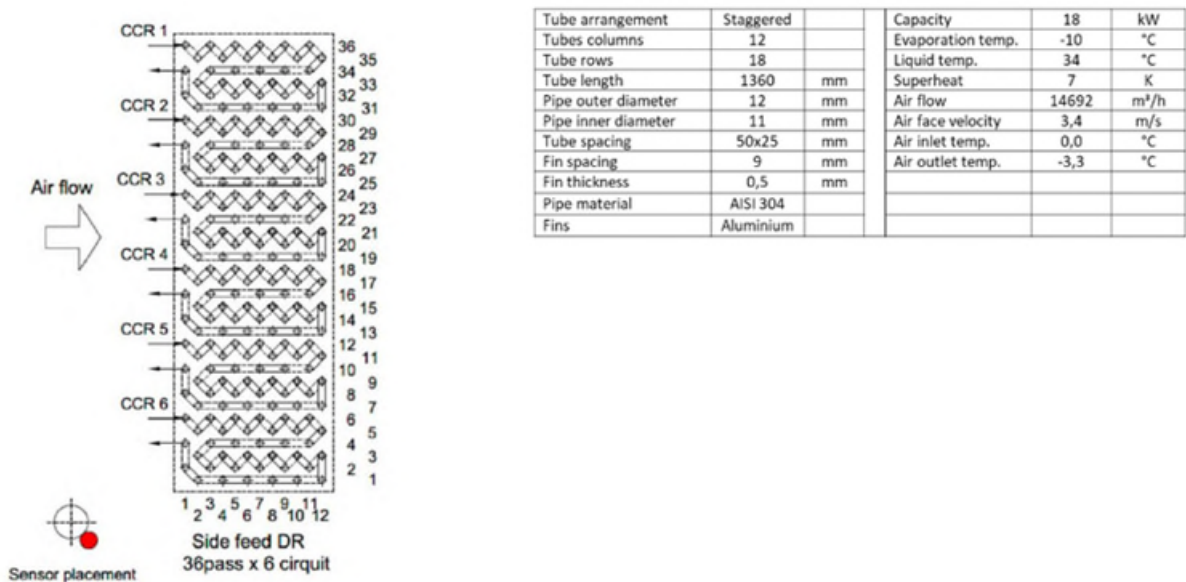 CCR 1
CCR 2
CCR 3
CCR 4
CCR 5
CCR 6
Air flow
36
35
34
33
32
31
30
29
28
27
26
25
24
23
22
21
20
19
18
17
16
15
14
13
12
11
10
9
8
7
6
5
4
3
2
1
1 3 5 7 9 11
2 4 6 8 10 12
Side feed DR
36pass x 6 cirquit
Sensor placement
Tube arrangement Staggered Capacity 18 kW
Tubes columns 12 Evaporation temp. -10 °C
Tube rows 18 Liquid temp. 34 °C
Tube length 1360 mm Superheat 7 K
Pipe outer diameter 12 mm Air flow 14692 m³/h
Pipe inner diameter 11 mm Air face velocity 3,4 m/s
Tube spacing 50x25 mm Air inlet temp. 0,0 °C
Fin spacing 9 mm Air outlet temp. -3,3 °C
Fin thickness 0,5 mm
Pipe material AISI 304
Fins Aluminium